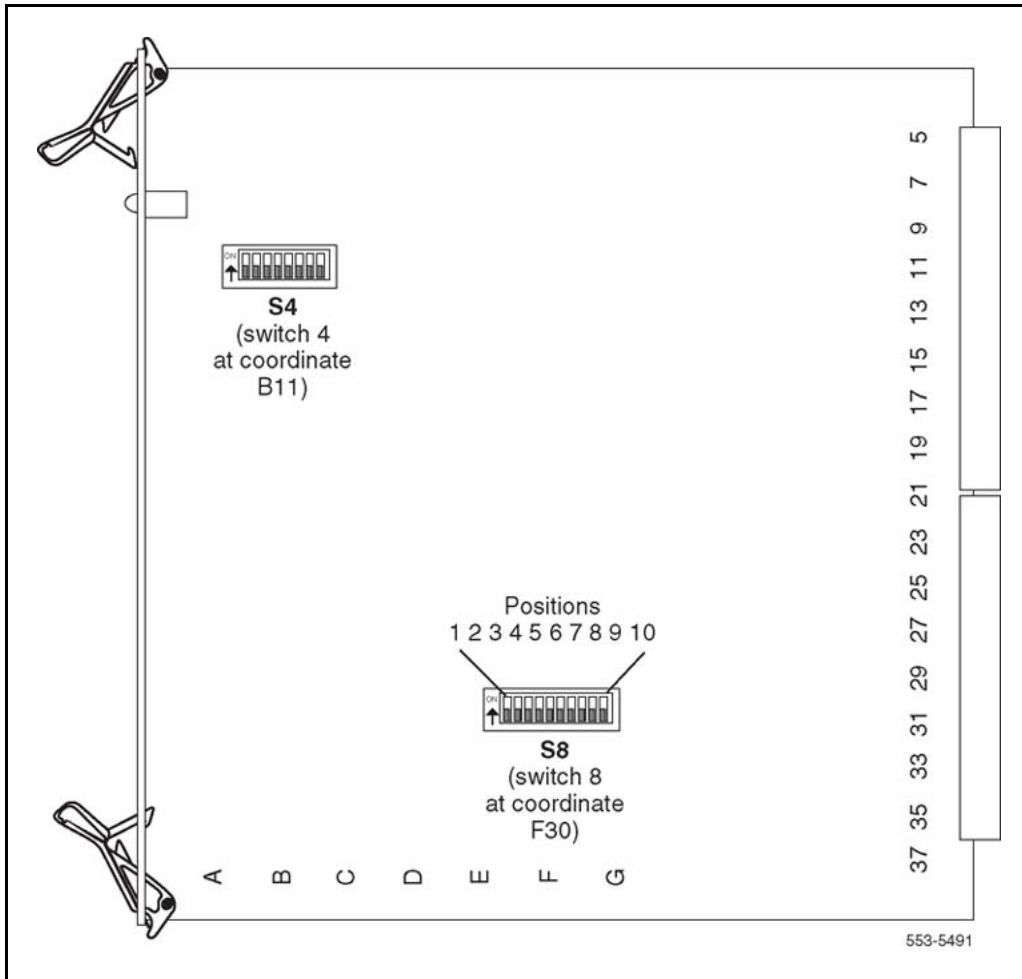 ON
S4
(switch 4
at coordinate
B11)
5
7
9
11
13
15
17
19
21
23
25
27
29
31
33
35
37
Positions
1 2 3 4 5 6 7 8 9 10
ON
S8
(switch 8
at coordinate
F30)
A B C D E F G
553-5491